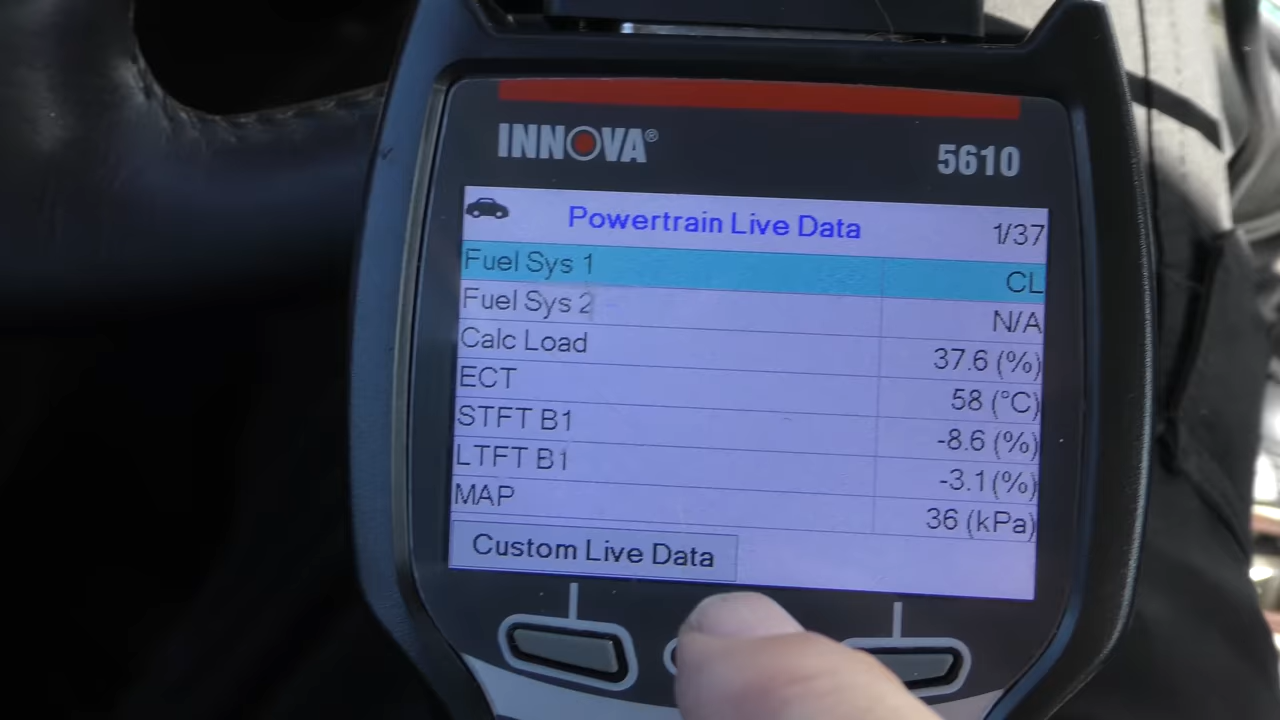 INNOVA®
5610
Powertrain Live Data 1/37
Fuel Sys 1 CL
Fuel Sys 2 N/A
Calc Load 37.6 (%)
ECT 58 (°C)
STFT B1 -8.6 (%)
LTFT B1 -3.1 (%)
MAP 36 (kPa)
Custom Live Data